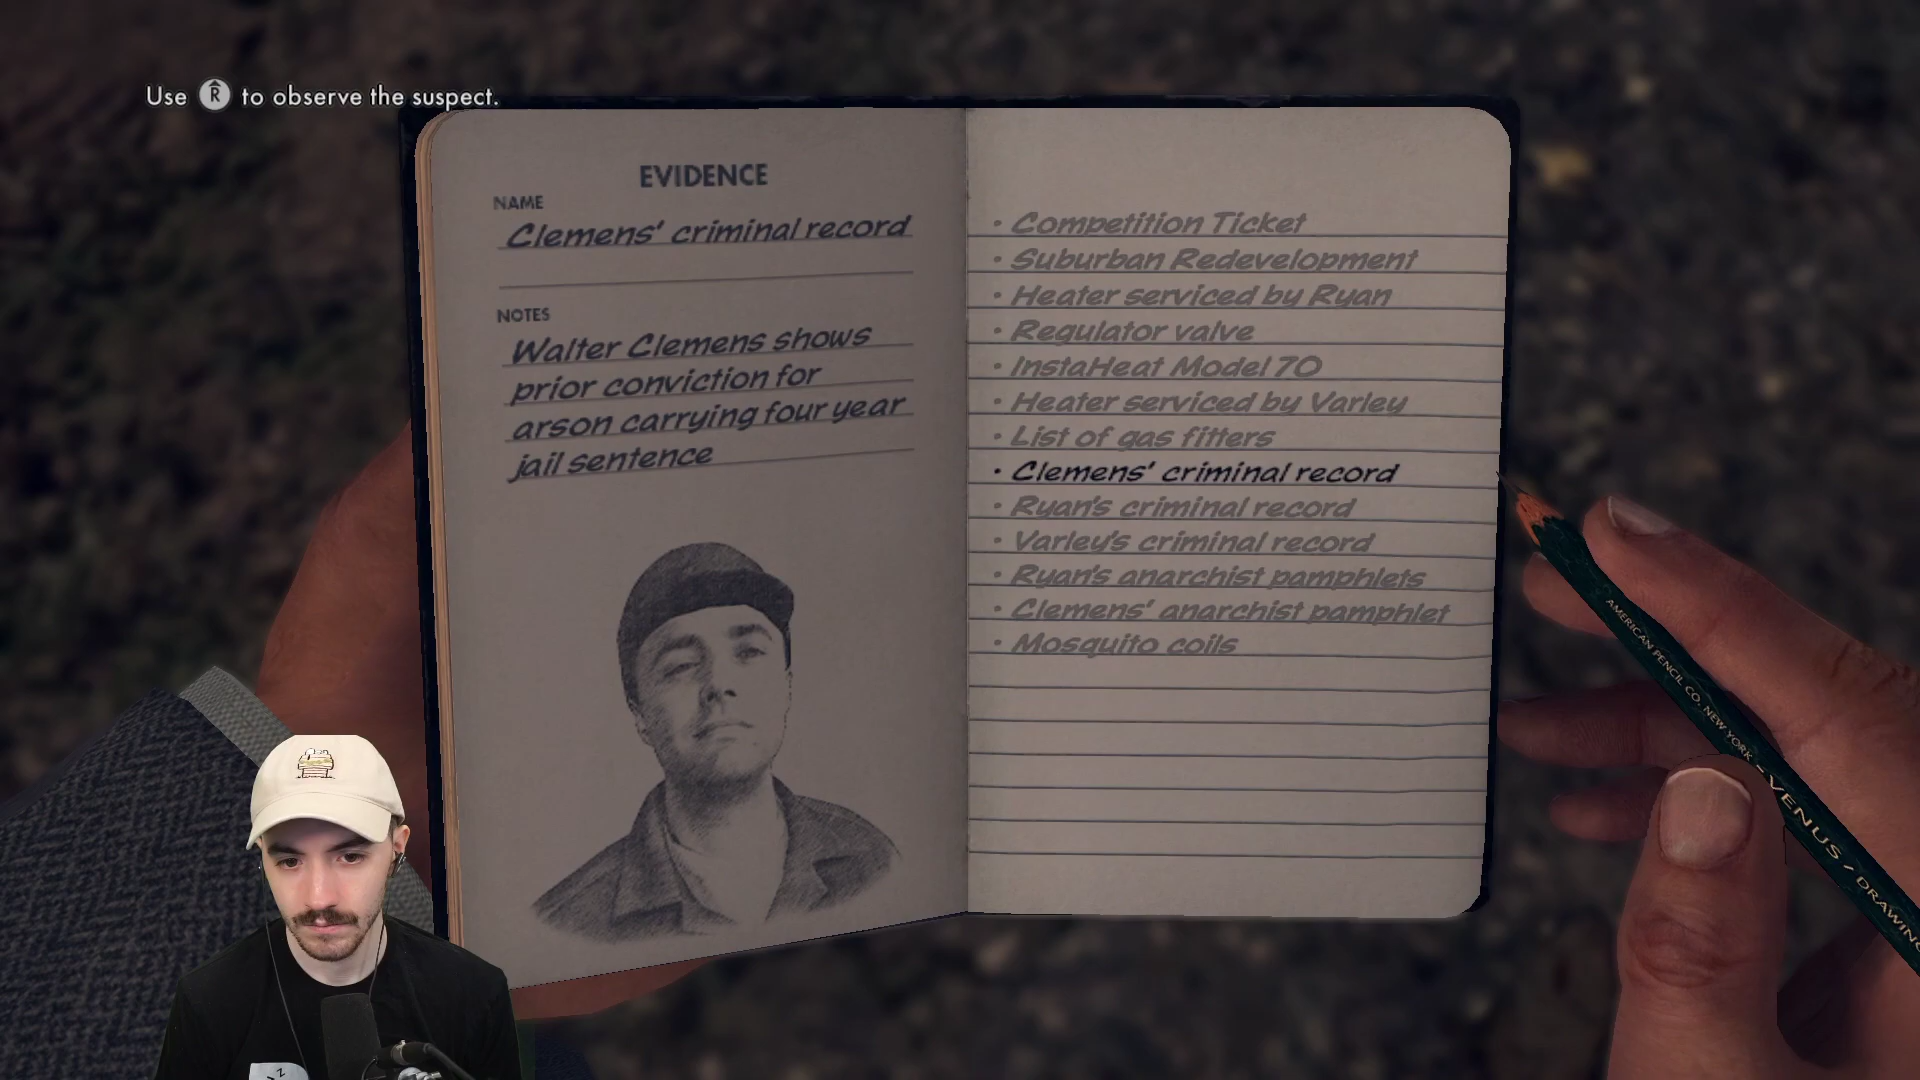 Use R to observe the suspect.
EVIDENCE
NAME
Clemens' criminal record
NOTES
Walter Clemens shows
prior conviction for
arson carrying four year
jail sentence
• Competition Ticket
• Suburban Redevelopment
• Heater serviced by Ryan
• Regulator valve
• InstaHeat Model 70
• Heater serviced by Varley
• List of gas fitters
• Clemens' criminal record
• Ryan's criminal record
• Varley's criminal record
• Ryan's anarchist pamphlets
• Clemens' anarchist pamphlet
• Mosquito coils
AMERICAN PENCIL CO. NEW YORK VENUS / DRAWING